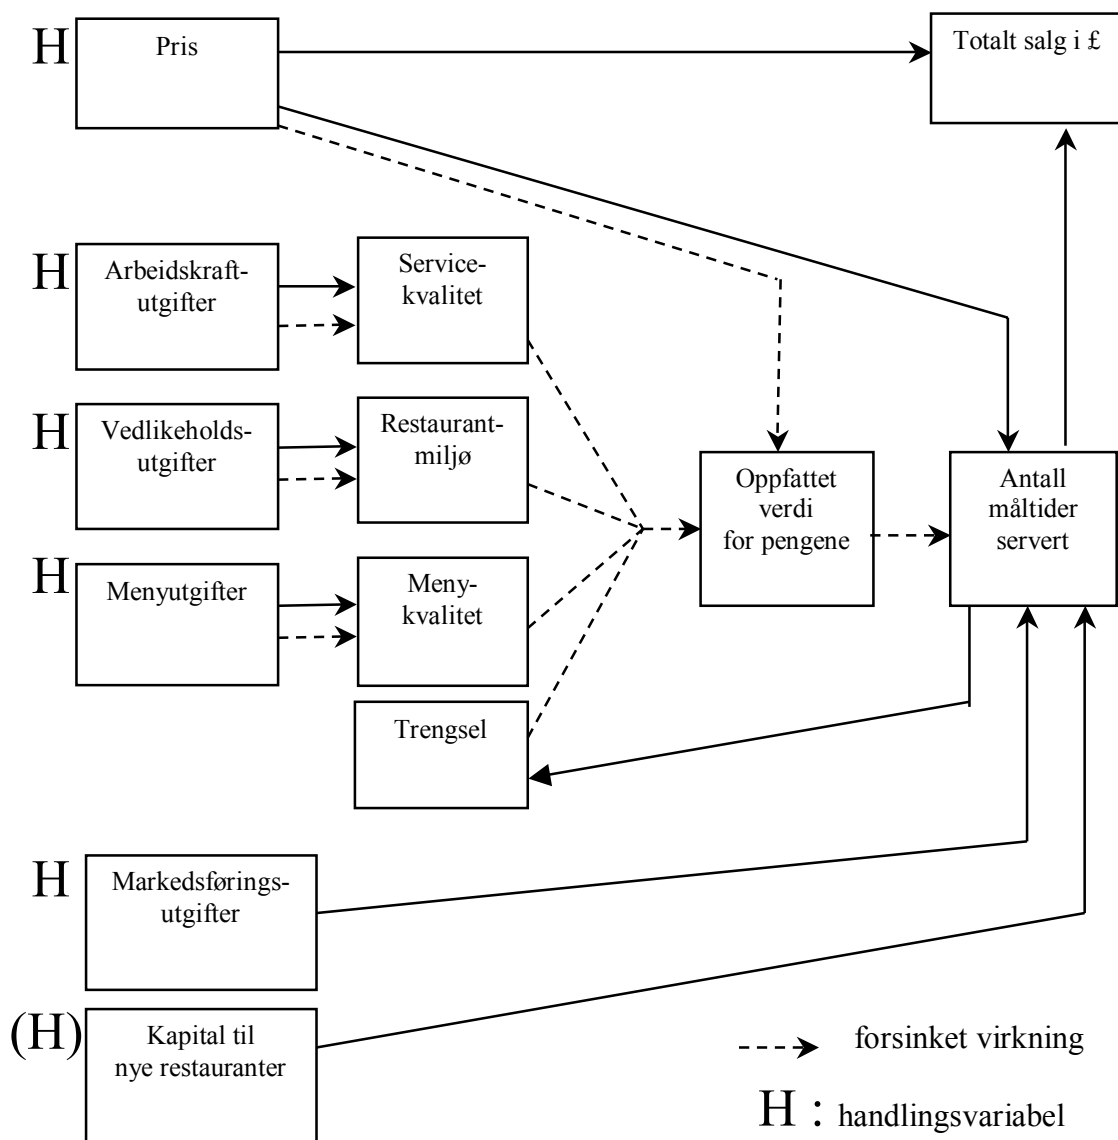 H
Pris
Totalt salg i £
H
Arbeidskraft-
utgifter
Service-
kvalitet
H
Vedlikeholds-
utgifter
Restaurant-
miljø
Oppfattet
verdi
for pengene
Antall
måltider
servert
H
Menyutgifter
Meny-
kvalitet
Trengsel
H
Markedsførings-
utgifter
(H)
Kapital til
nye restauranter
forsinket virkning
H : handlingsvariabel